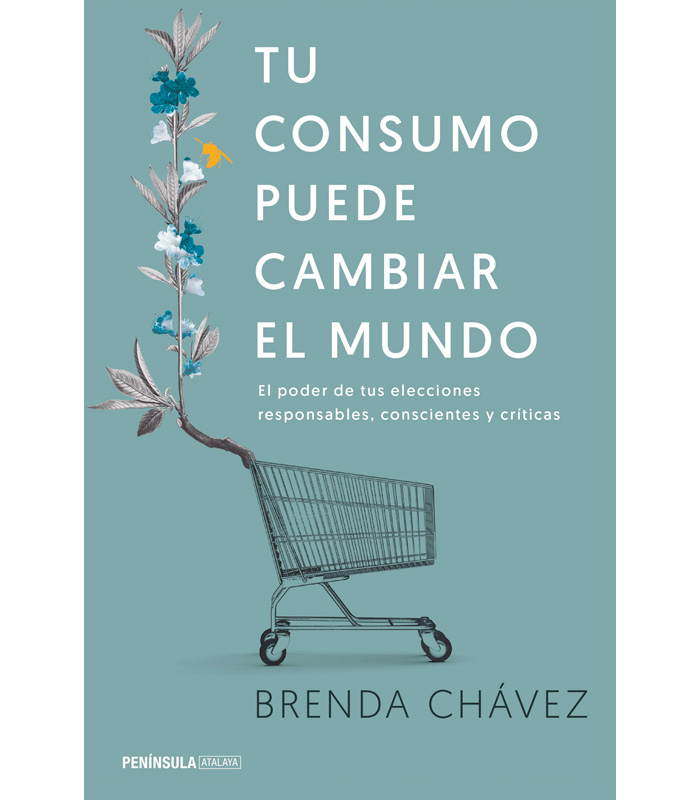 TU
CONSUMO
PUEDE
CAMBIAR
EL MUNDO
El poder de tus elecciones
responsables, conscientes y críticas
BRENDA CHÁVEZ
PENÍNSULA ATALAYA